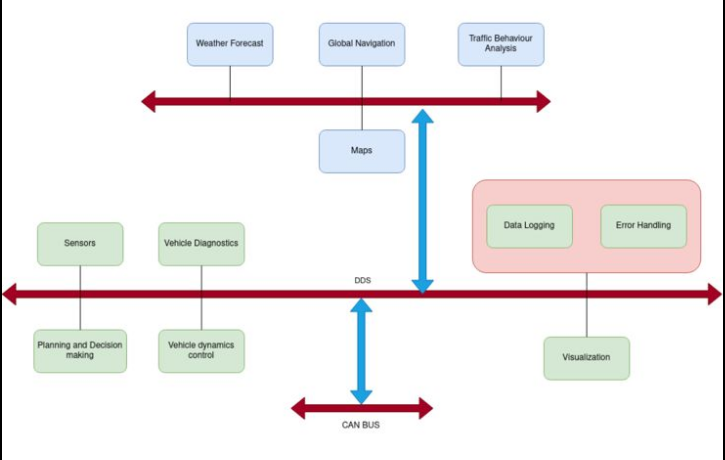 Weather Forecast
Global Navigation
Traffic Behaviour
Analysis
Maps
Data Logging
Error Handling
Sensors
Vehicle Diagnostics
DDS
Planning and Decision
making
Vehicle dynamics
control
Visualization
CAN BUS